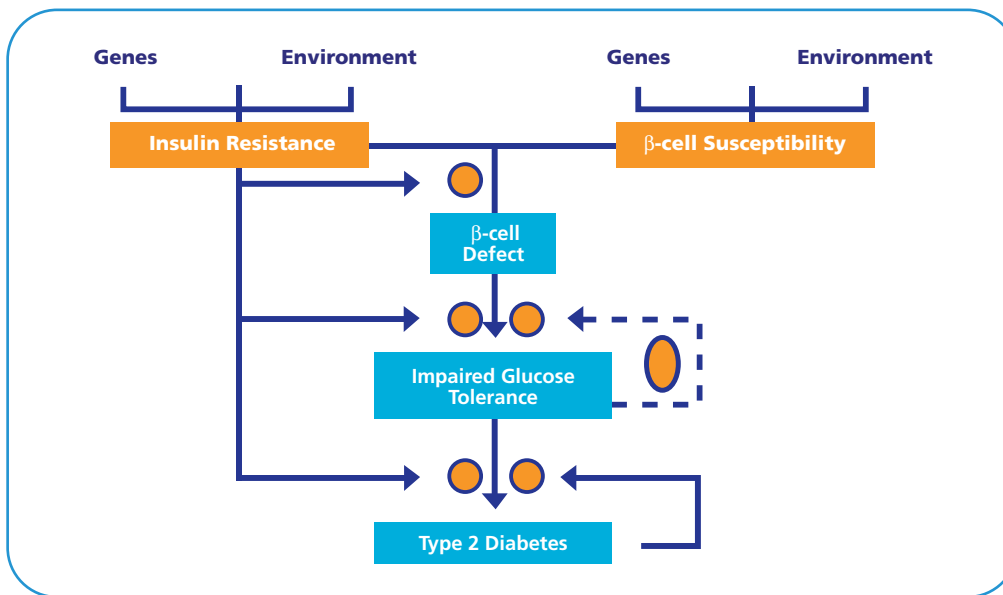 Genes Environment Genes Environment
Insulin Resistance β-cell Susceptibility
β-cell
Defect
Impaired Glucose
Tolerance
Type 2 Diabetes